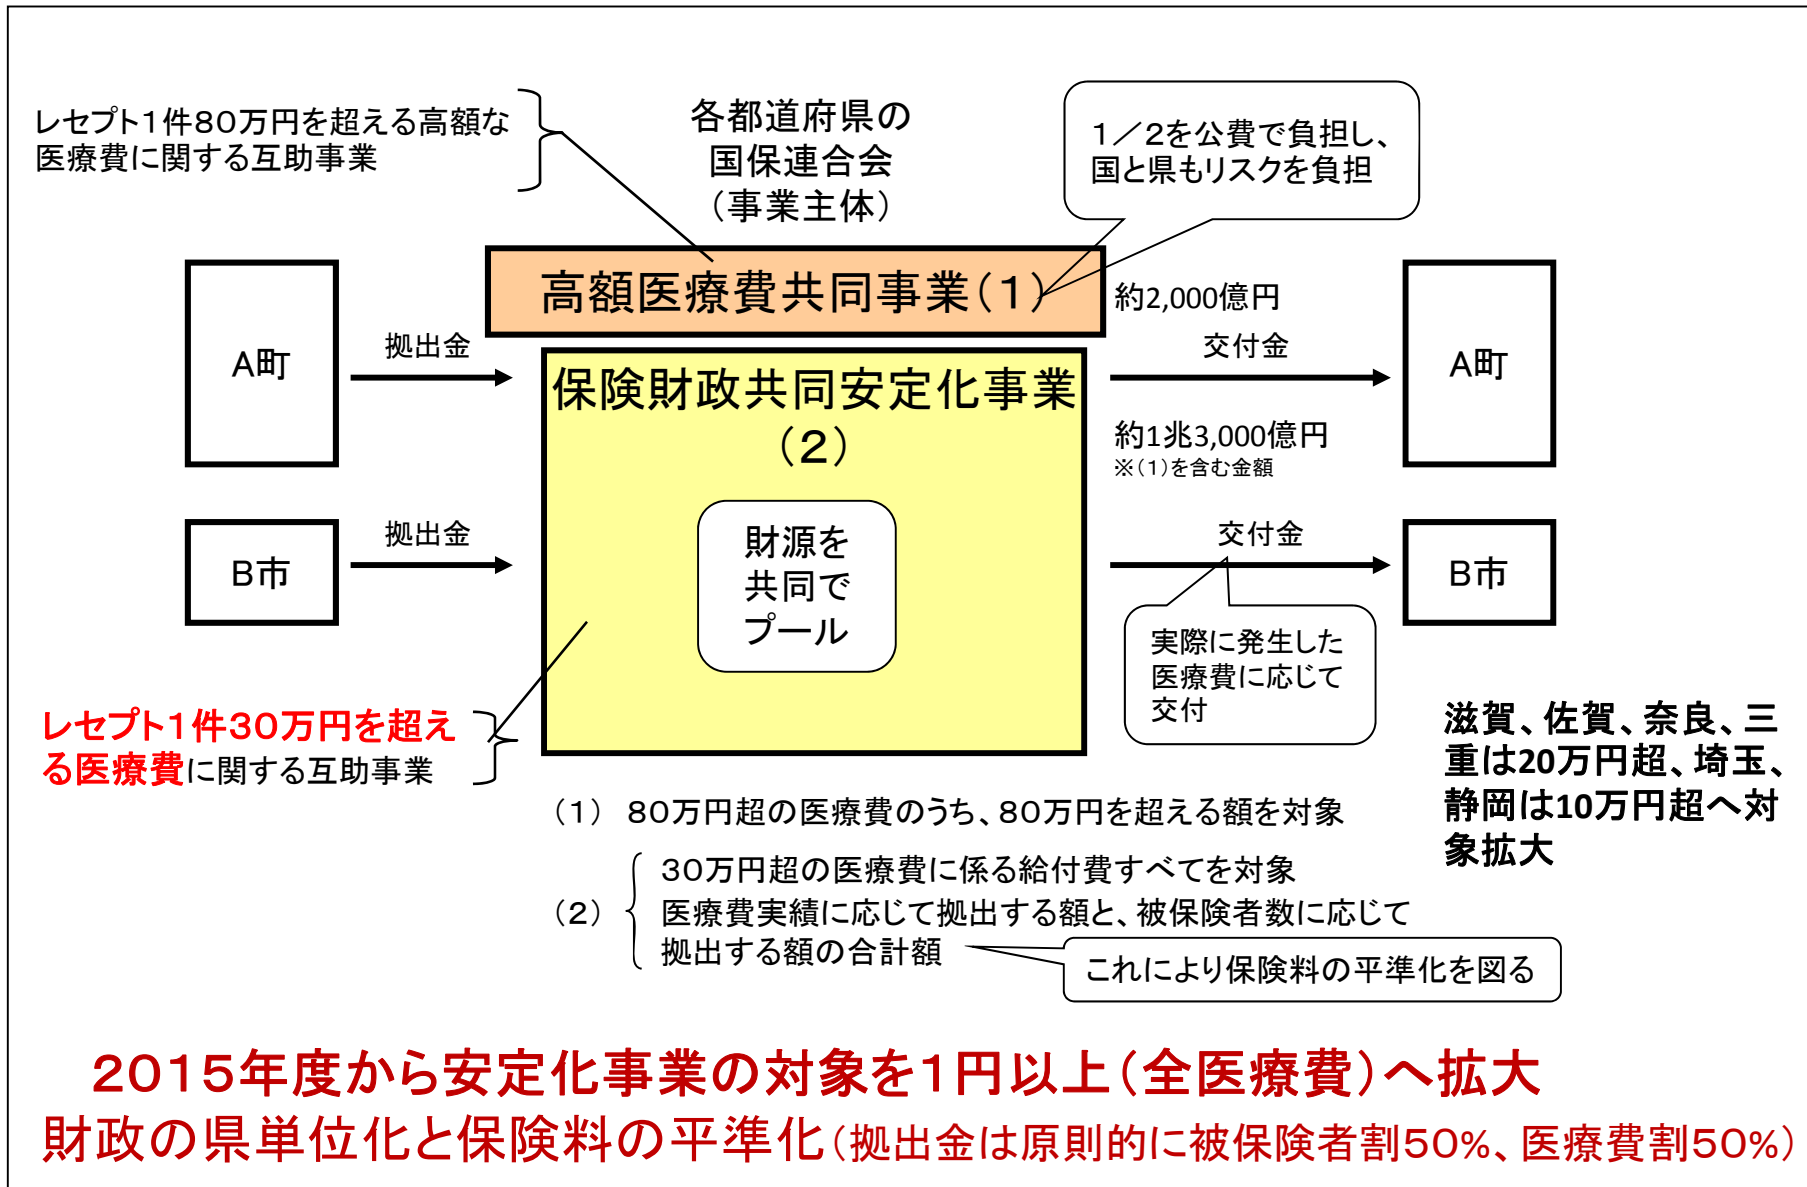 レセプト1件80万円を超える高額な
医療費に関する互助事業
各都道府県の
国保連合会
（事業主体）
1／2を公費で負担し、
国と県もリスクを負担
高額医療費共同事業（1）
約2,000億円
A町
拠出金
交付金
A町
保険財政共同安定化事業
（2）
約1兆3,000億円
※（1）を含む金額
B市
拠出金
財源を
共同で
プール
交付金
B市
実際に発生した
医療費に応じて
交付
レセプト1件30万円を超え
る医療費に関する互助事業
滋賀、佐賀、奈良、三
重は20万円超、埼玉、
静岡は10万円超へ対
象拡大
（1） 80万円超の医療費のうち、80万円を超える額を対象
（2）
30万円超の医療費に係る給付費すべてを対象
医療費実績に応じて拠出する額と、被保険者数に応じて
拠出する額の合計額
これにより保険料の平準化を図る
2015年度から安定化事業の対象を1円以上（全医療費）へ拡大
財政の県単位化と保険料の平準化（拠出金は原則的に被保険者割50%、医療費割50%）